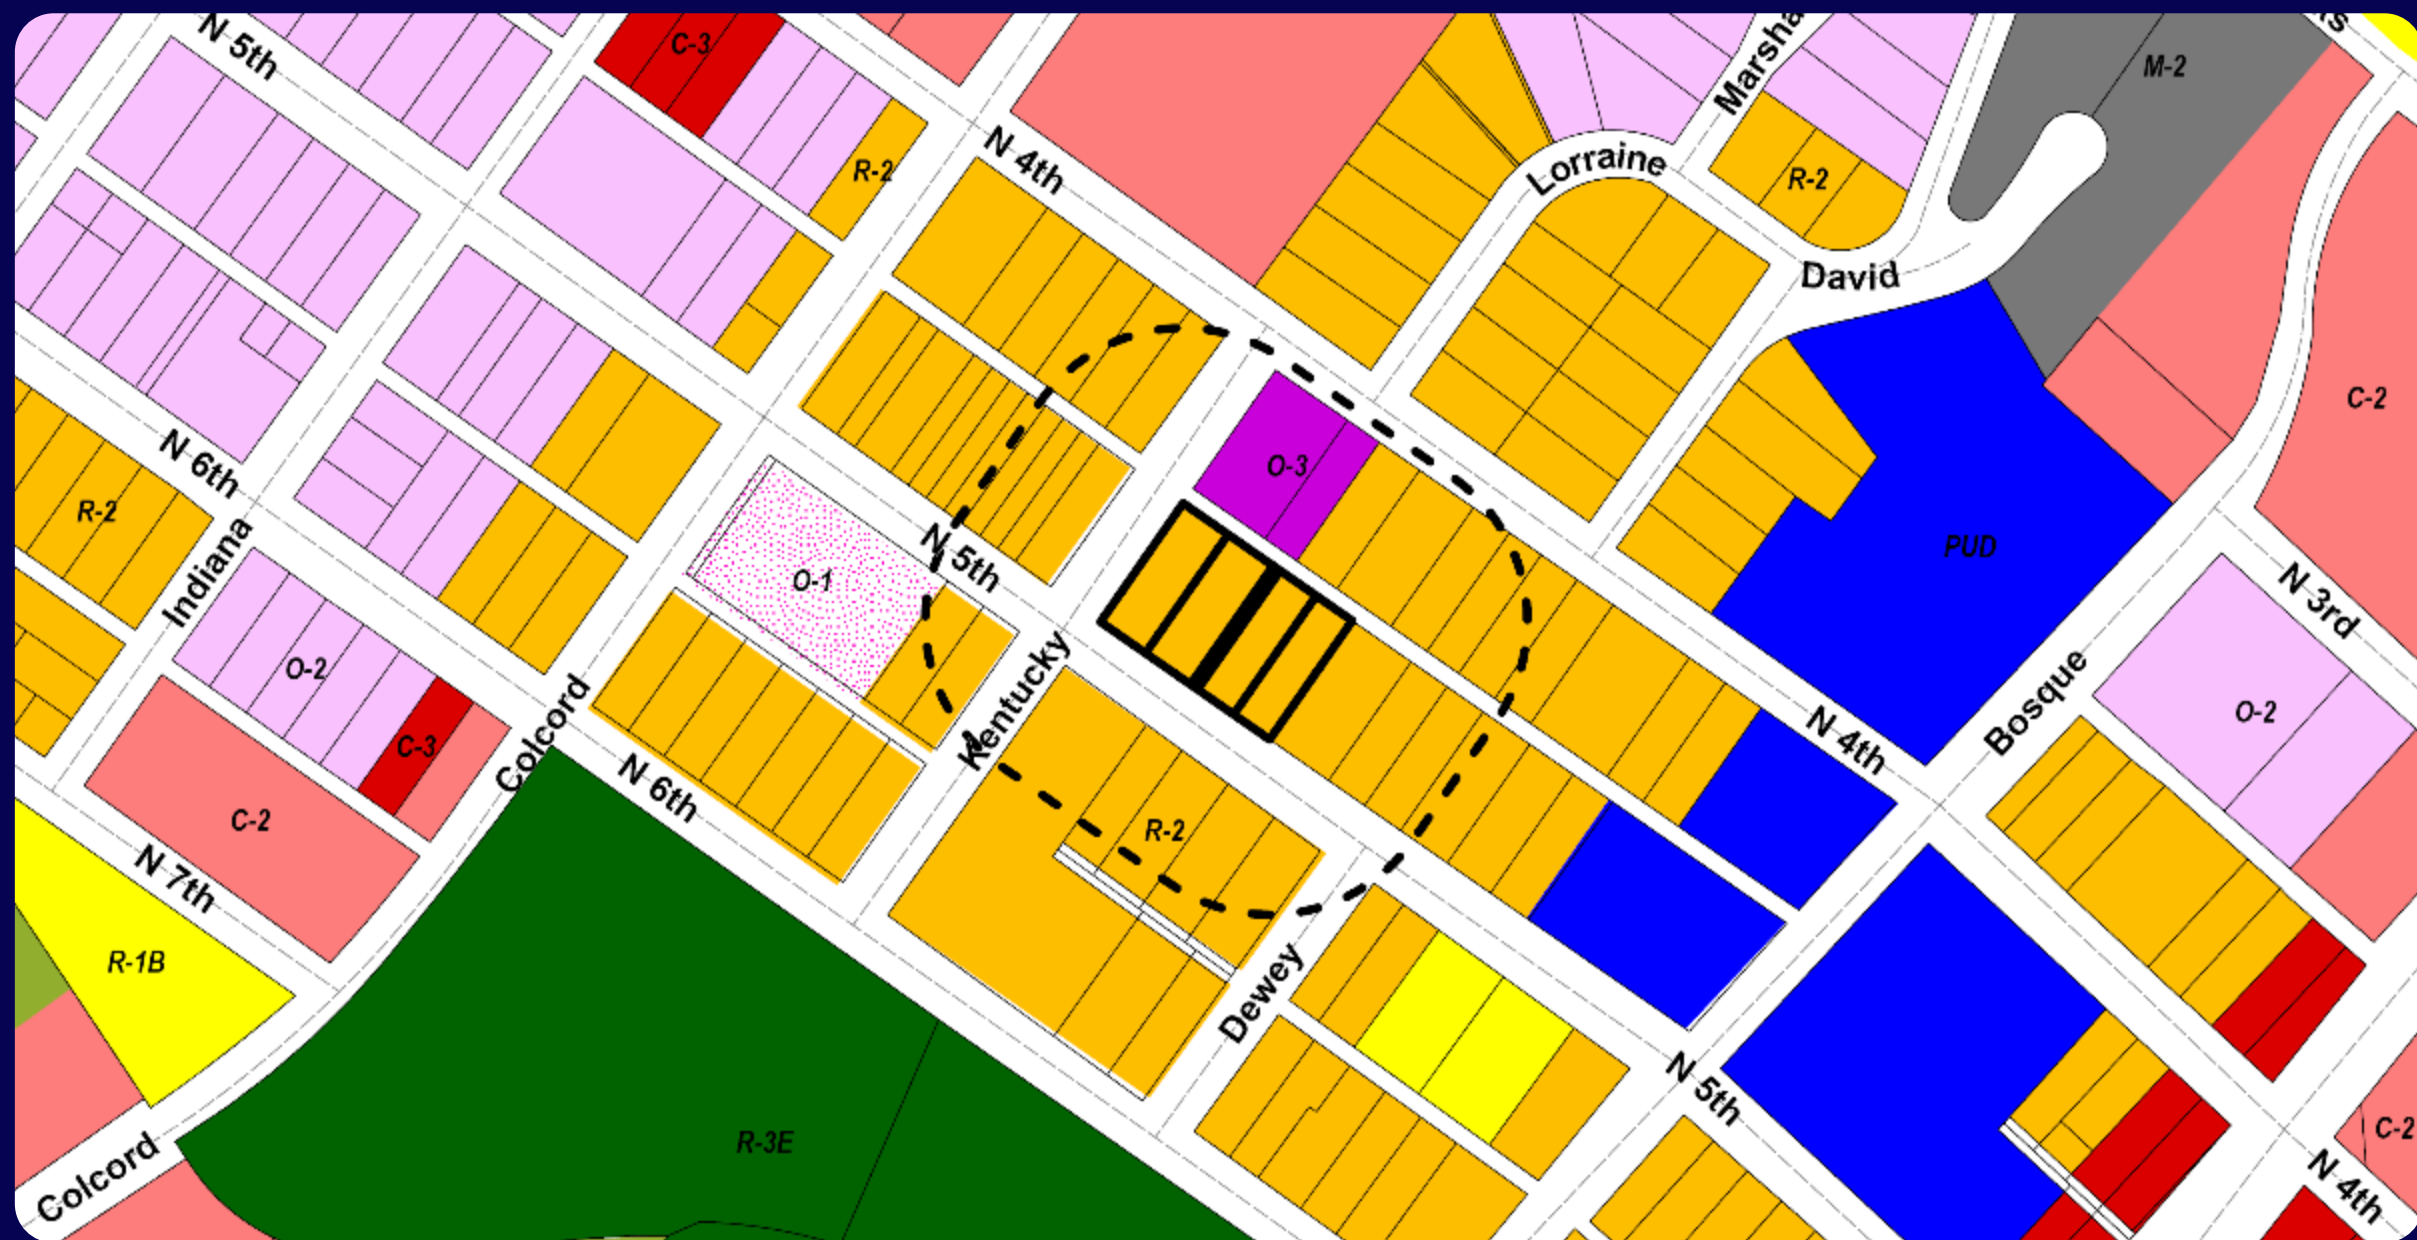 N 5th
C-3
R-2
N 4th
Marsha
M-2
Lorraine
R-2
David
C-2
N 6th
R-2
Indiana
O-3
O-1
N 5th
PUD
N 3rd
O-2
C-3
C-2
Colcord
N 6th
Kentucky
R-2
N 4th
Bosque
O-2
N 7th
R-1B
Dewey
N 5th
R-3E
Colcord
C-2
N 4th